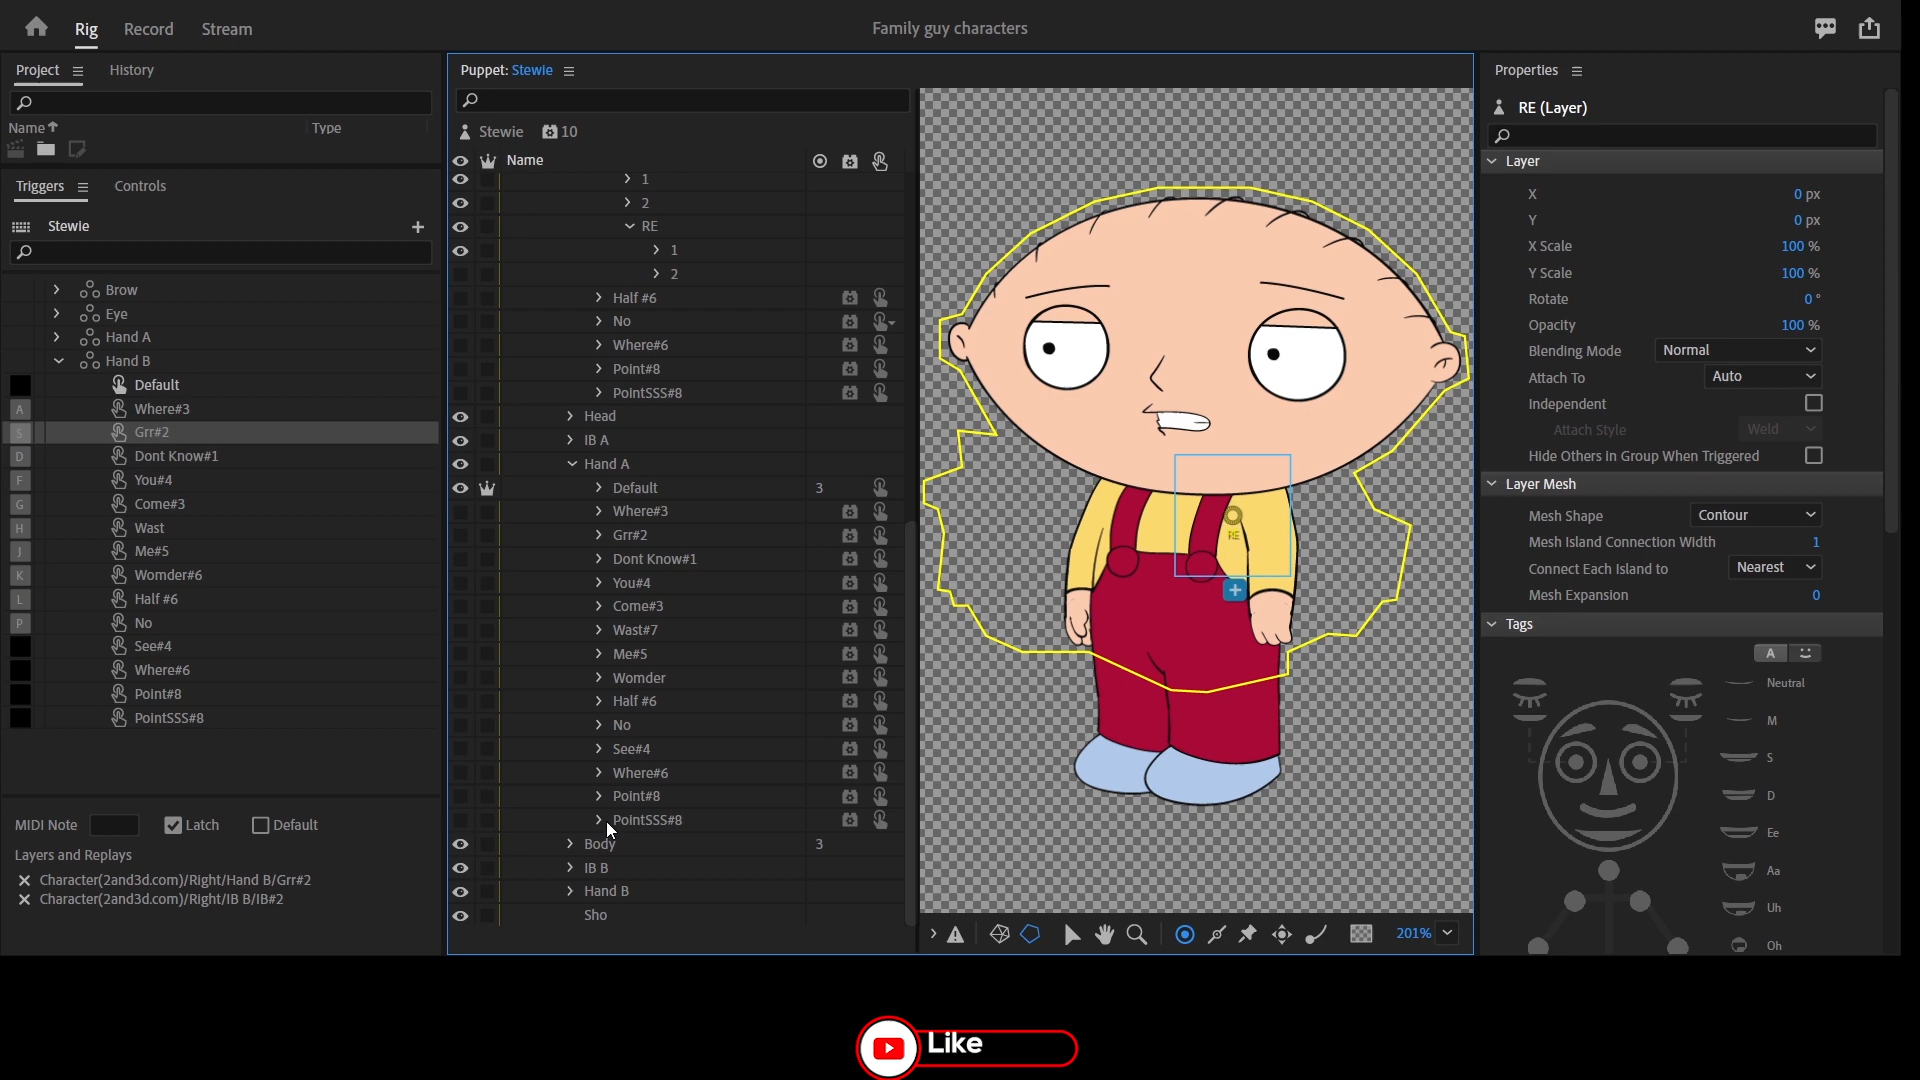 Rig
Record
Stream
Family guy characters
Project
History
Name
Type
Triggers
Controls
Stewie
Brow
Eye
Hand A
Hand B
Default
A Where#3
S Grr#2
D Dont Know#1
F You#4
G Come#3
H Wast
J Me#5
K Womder#6
L Half #6
P No
See#4
Where#6
Point#8
PointSSS#8
MIDI Note
Latch
Default
Layers and Replays
Character(2and3d.com)/Right/Hand B/Grr#2
Character(2and3d.com)/Right/IB B/IB#2
Puppet: Stewie
Stewie
10
Name
1
2
RE
1
2
Half #6
No
Where#6
Point#8
PointSSS#8
Head
IB A
Hand A
Default 3
Where#3
Grr#2
Dont Know#1
You#4
Come#3
Wast#7
Me#5
Womder
Half #6
No
See#4
Where#6
Point#8
PointSSS#8
Body 3
IB B
Hand B
Sho
RE
201%
Properties
RE (Layer)
Layer
X 0 px
Y 0 px
X Scale 100 %
Y Scale 100 %
Rotate 0 °
Opacity 100 %
Blending Mode Normal
Attach To Auto
Independent
Attach Style Weld
Hide Others in Group When Triggered
Layer Mesh
Mesh Shape Contour
Mesh Island Connection Width 1
Connect Each Island to Nearest
Mesh Expansion 0
Tags
A
Neutral
M
S
D
Ee
Aa
Uh
Oh
Like